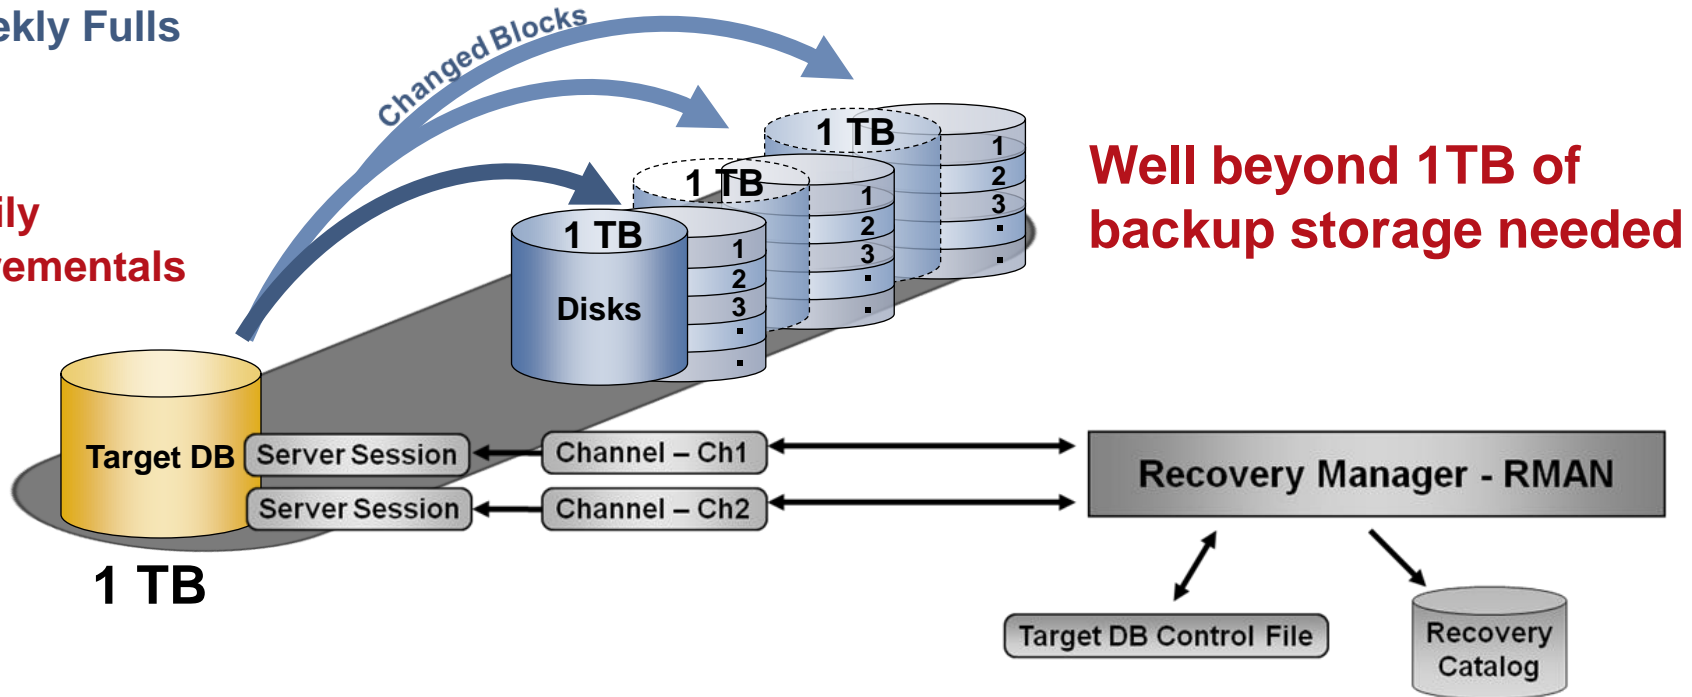 ekly Fulls
Changed Blocks
ily
rementals
1 TB
1
2
3
.
.
1 TB
1
2
3
.
.
1 TB
1
2
3
.
.
Disks
Well beyond 1TB of
backup storage needed
Target DB
Server Session
Channel – Ch1
Server Session
Channel – Ch2
Recovery Manager - RMAN
1 TB
Target DB Control File
Recovery
Catalog